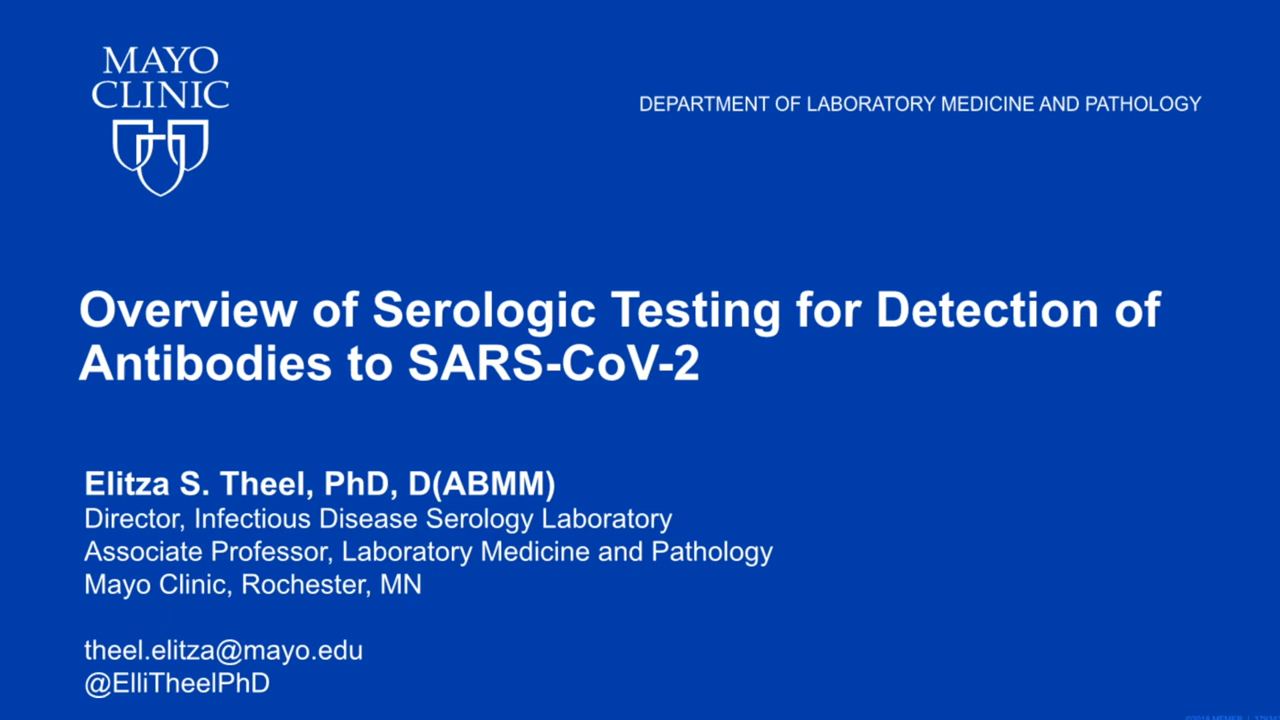 MAYO
CLINIC
DEPARTMENT OF LABORATORY MEDICINE AND PATHOLOGY
Overview of Serologic Testing for Detection of
Antibodies to SARS-CoV-2
Elitza S. Theel, PhD, D(ABMM)
Director, Infectious Disease Serology Laboratory
Associate Professor, Laboratory Medicine and Pathology
Mayo Clinic, Rochester, MN
theel.elitza@mayo.edu
@ElliTheelPhD